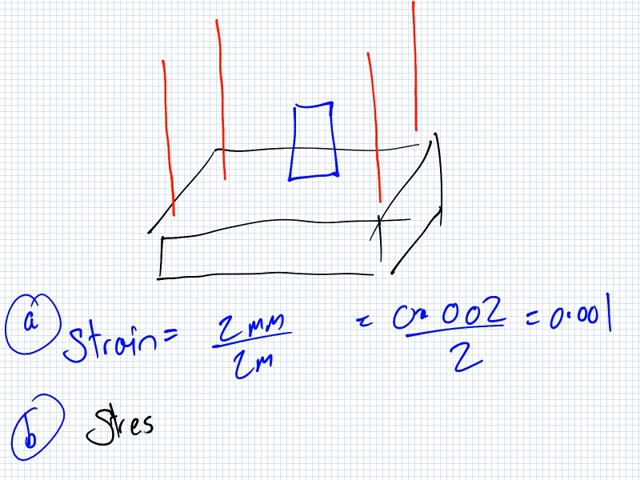 a Strain = 2mm / 2m = 0.002 / 2 = 0.001
b Stres